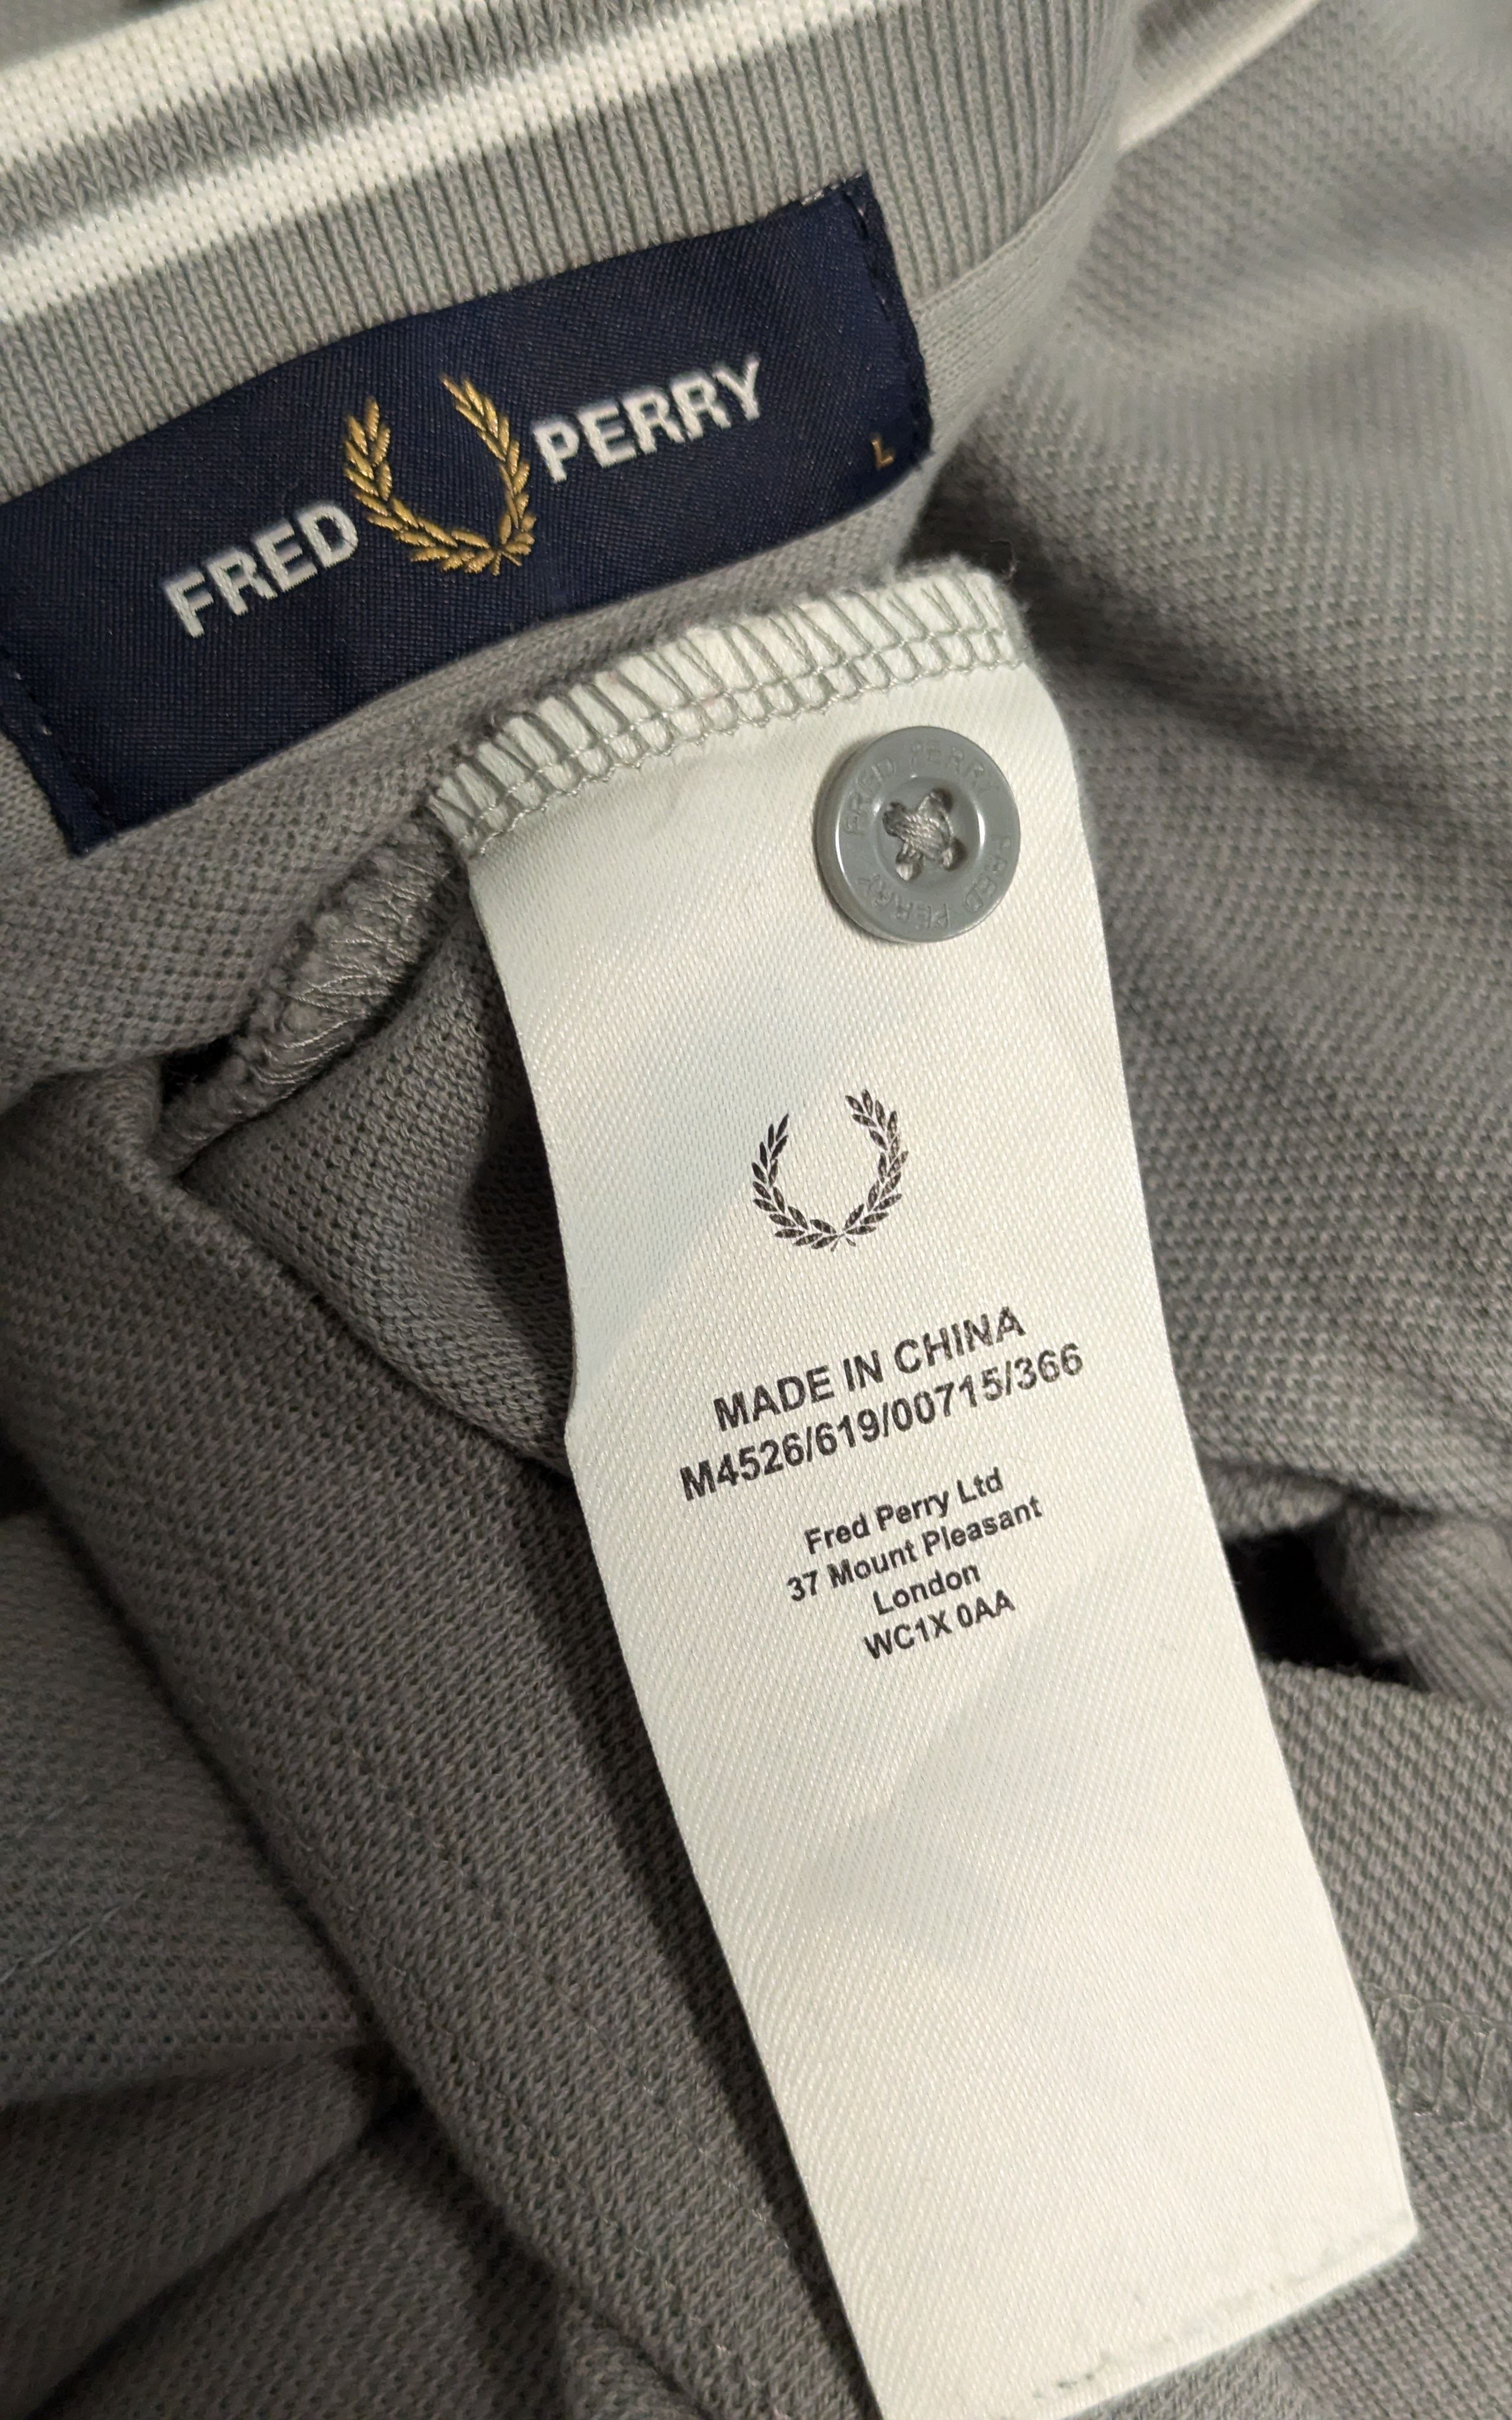 FRED PERRY
L
FRED PERRY FRED PERRY
MADE IN CHINA
M4526/619/00715/366
Fred Perry Ltd
37 Mount Pleasant
London
WC1X 0AA